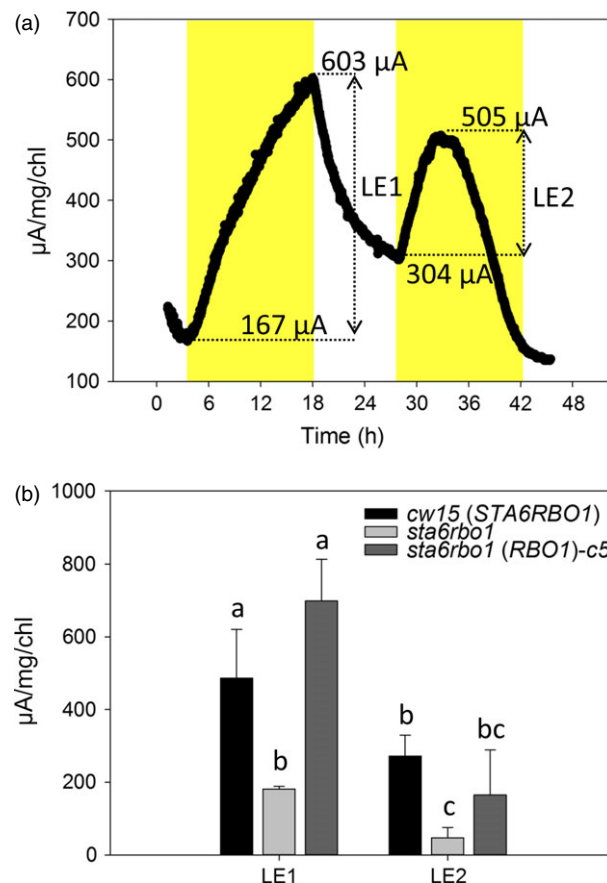 (a)
μA/mg/chl
700
600
500
400
300
200
100
603 μA
505 μA
LE1
LE2
304 μA
167 μA
0 6 12 18 24 30 36 42 48
Time (h)
(b)
μA/mg/chl
1000
800
600
400
200
0
cw15 (STA6RBO1)
sta6rbo1
sta6rbo1 (RBO1)-c5
a
b
a
b
c
bc
LE1 LE2